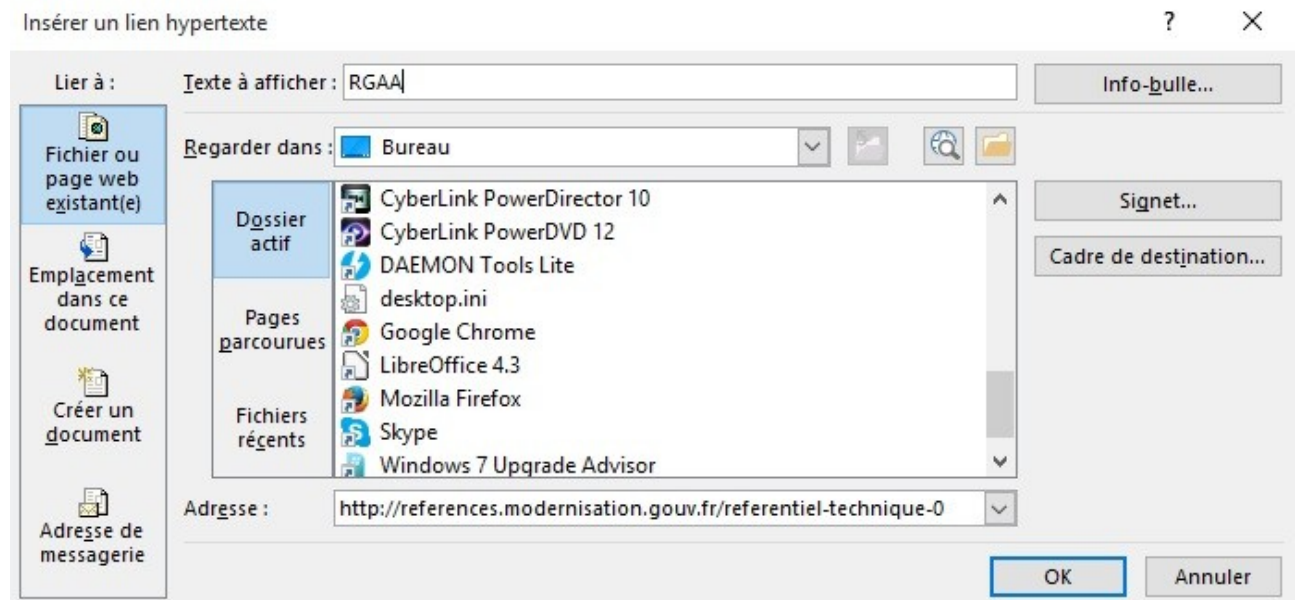 Insérer un lien hypertexte
?
Lier à :
Texte à afficher :
RGAA
Info-bulle...
Fichier ou
page web
existant(e)
Regarder dans :
Bureau
Dossier
actif
CyberLink PowerDirector 10
CyberLink PowerDVD 12
DAEMON Tools Lite
desktop.ini
Google Chrome
LibreOffice 4.3
Mozilla Firefox
Skype
Windows 7 Upgrade Advisor
Signet...
Cadre de destination...
Emplacement
dans ce
document
Pages
parcourues
Créer un
document
Fichiers
récents
Adresse de
messagerie
Adresse :
http://references.modernisation.gouv.fr/referentiel-technique-0
OK
Annuler